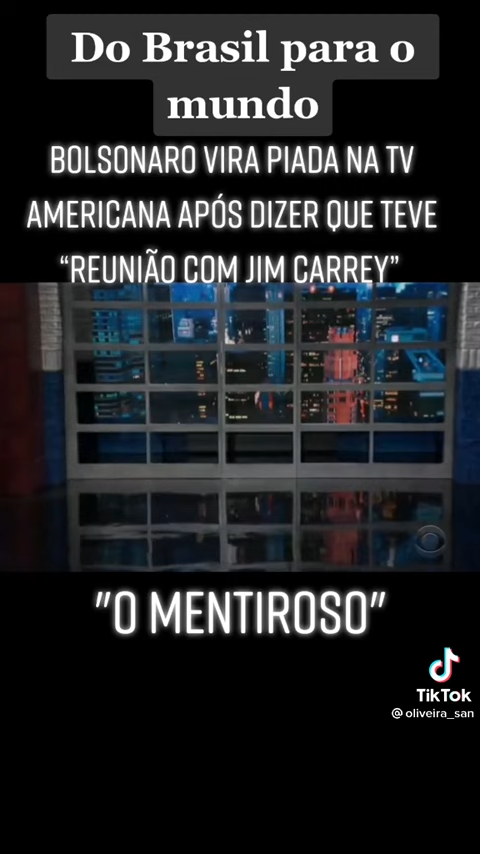 Do Brasil para o
mundo
BOLSONARO VIRA PIADA NA TV
AMERICANA APÓS DIZER QUE TEVE
“REUNIÃO COM JIM CARREY”
"O MENTIROSO"
TikTok
@ oliveira_san